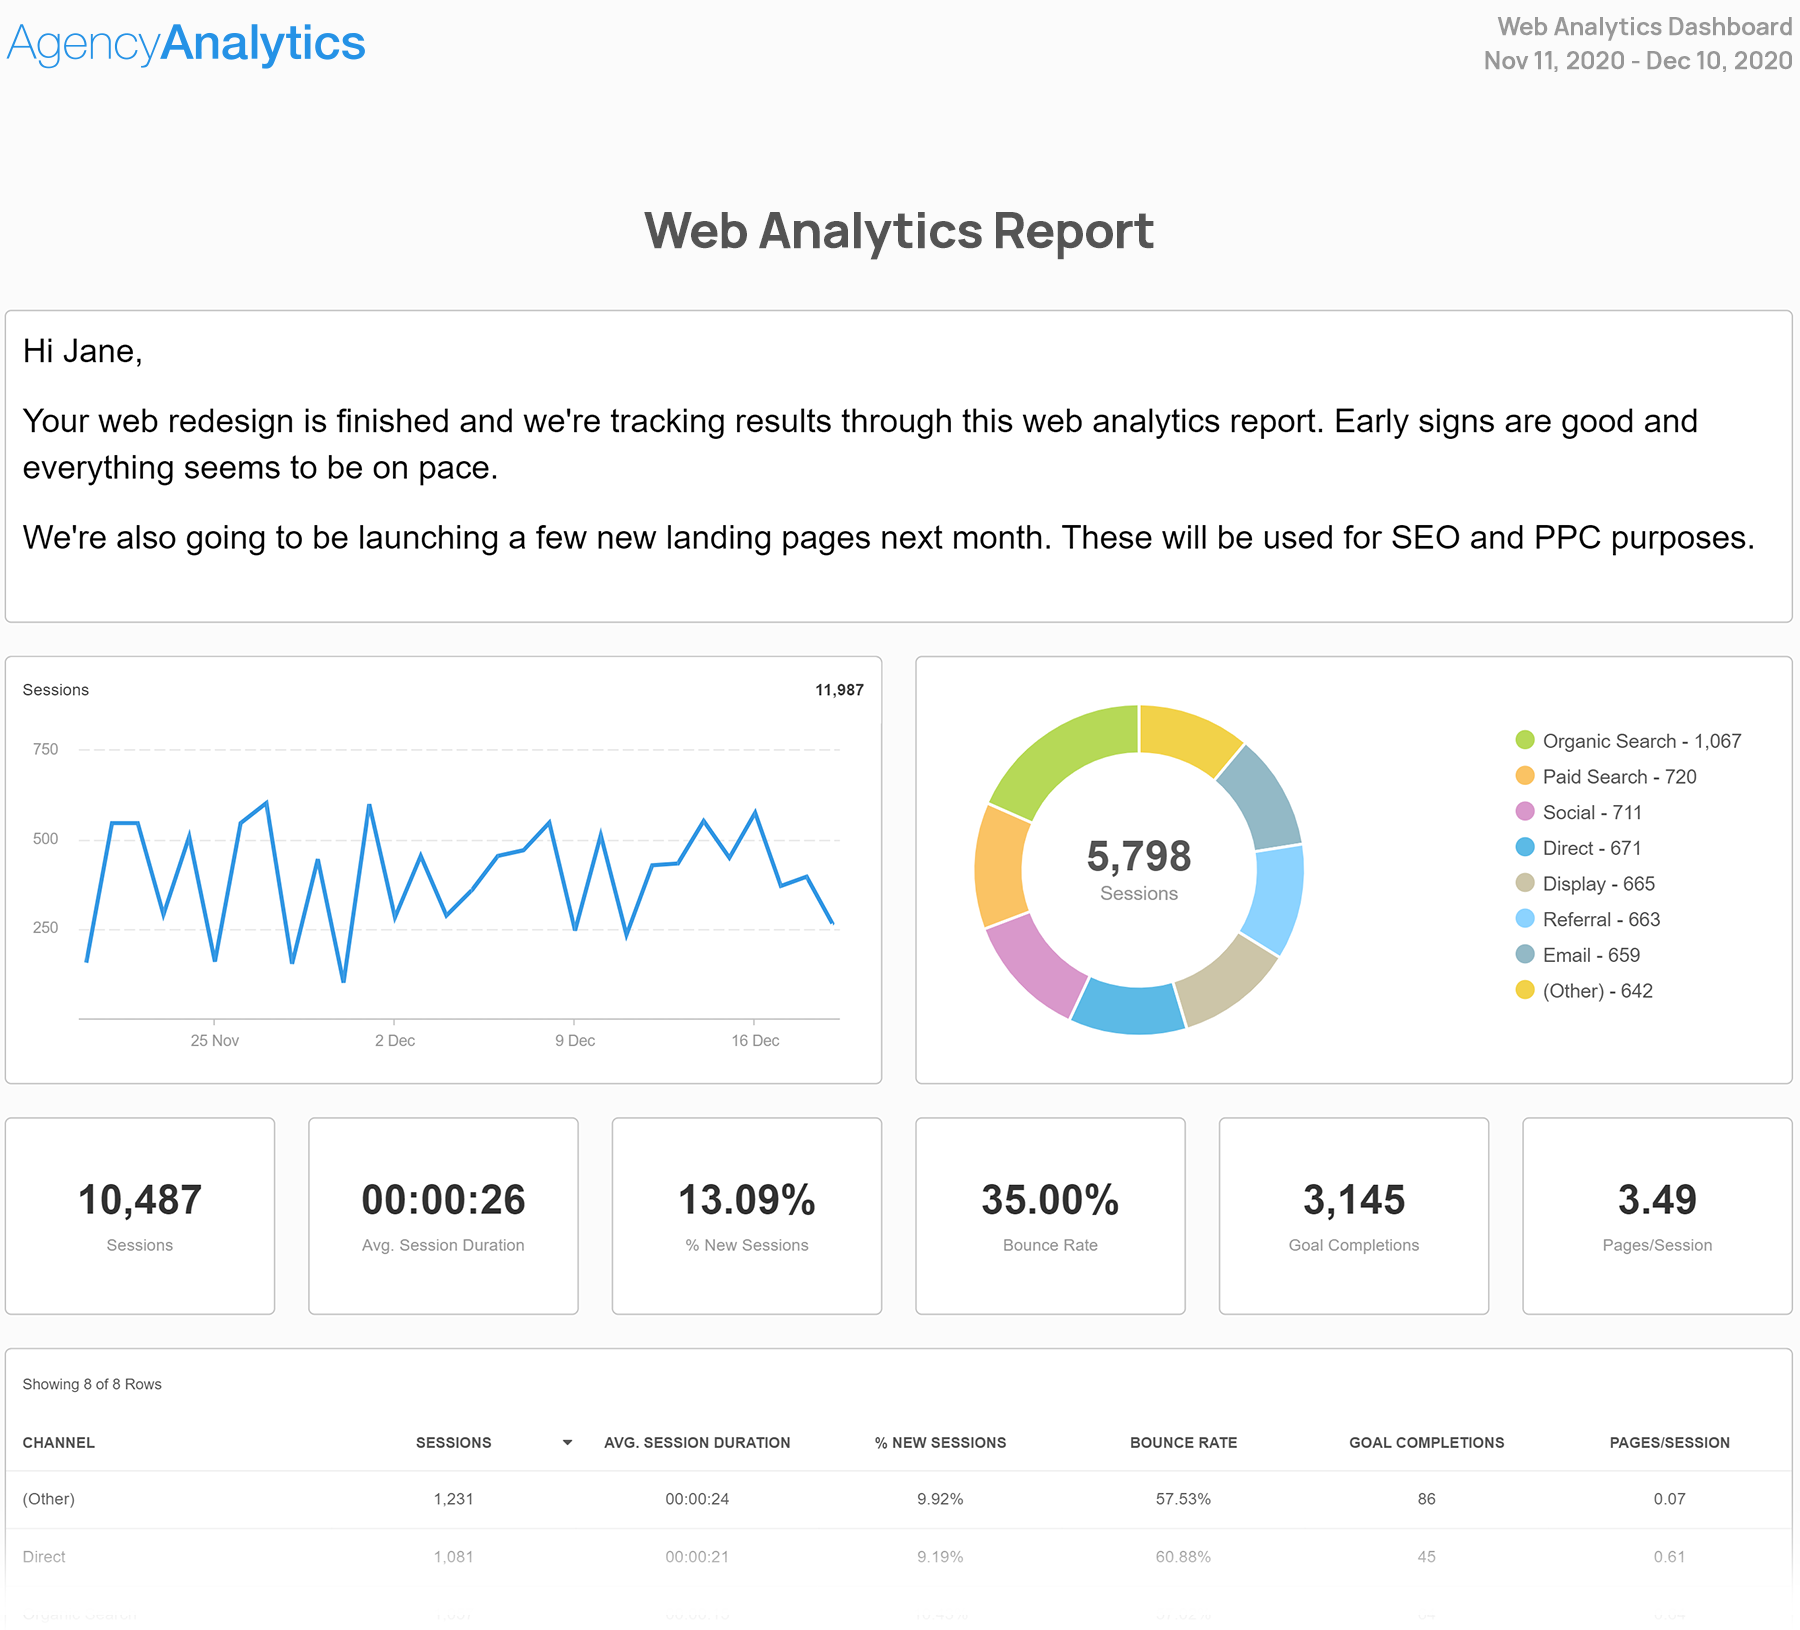 AgencyAnalytics
Web Analytics Dashboard
Nov 11, 2020 - Dec 10, 2020
Web Analytics Report
Hi Jane,
Your web redesign is finished and we're tracking results through this web analytics report. Early signs are good and
everything seems to be on pace.
We're also going to be launching a few new landing pages next month. These will be used for SEO and PPC purposes.
Sessions 11,987
750
500
250
25 Nov 2 Dec 9 Dec 16 Dec
5,798
Sessions
Organic Search - 1,067
Paid Search - 720
Social - 711
Direct - 671
Display - 665
Referral - 663
Email - 659
(Other) - 642
10,487
Sessions
00:00:26
Avg. Session Duration
13.09%
% New Sessions
35.00%
Bounce Rate
3,145
Goal Completions
3.49
Pages/Session
Showing 8 of 8 Rows
CHANNEL SESSIONS AVG. SESSION DURATION % NEW SESSIONS BOUNCE RATE GOAL COMPLETIONS PAGES/SESSION
(Other) 1,231 00:00:24 9.92% 57.53% 86 0.07
Direct 1,081 00:00:21 9.19% 60.88% 45 0.61
Organic Search